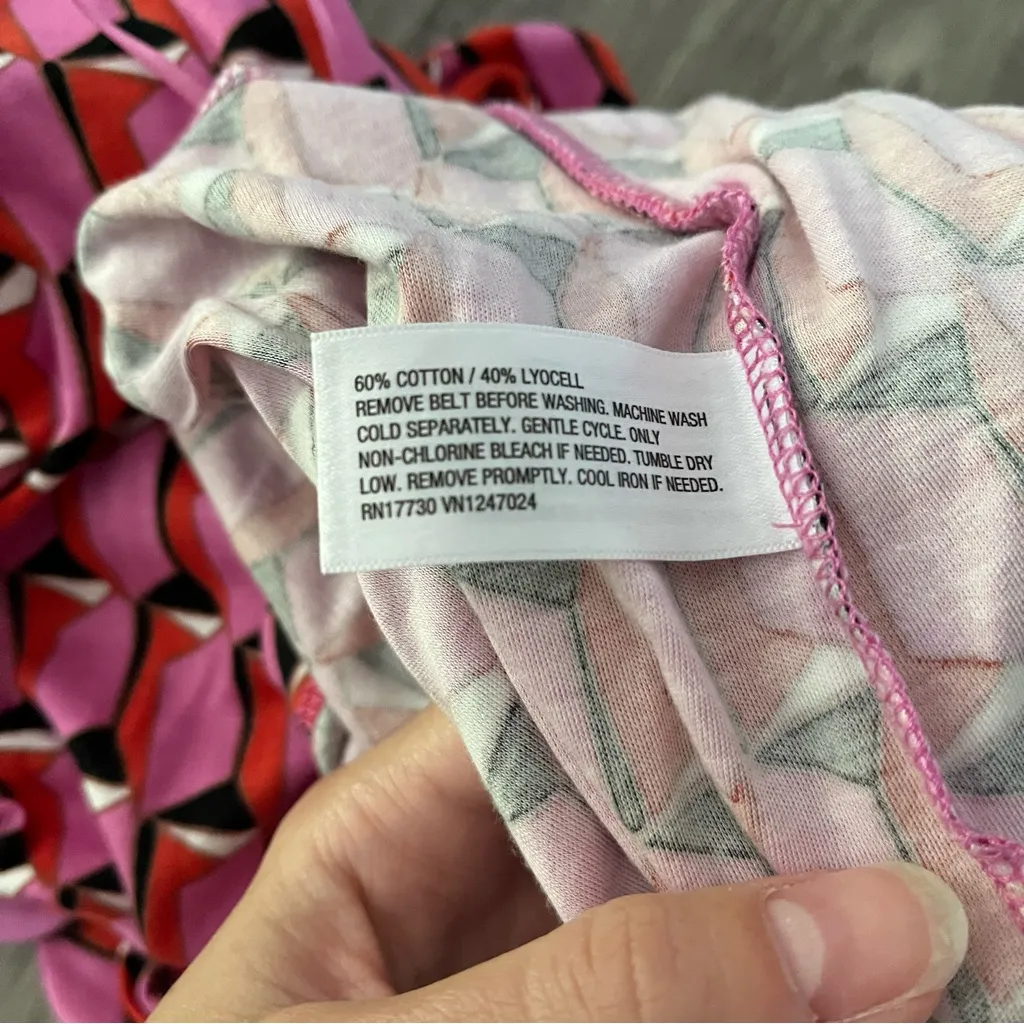 60% COTTON / 40% LYOCELL
REMOVE BELT BEFORE WASHING. MACHINE WASH
COLD SEPARATELY. GENTLE CYCLE. ONLY
NON-CHLORINE BLEACH IF NEEDED. TUMBLE DRY
LOW. REMOVE PROMPTLY. COOL IRON IF NEEDED.
RN17730 VN1247024